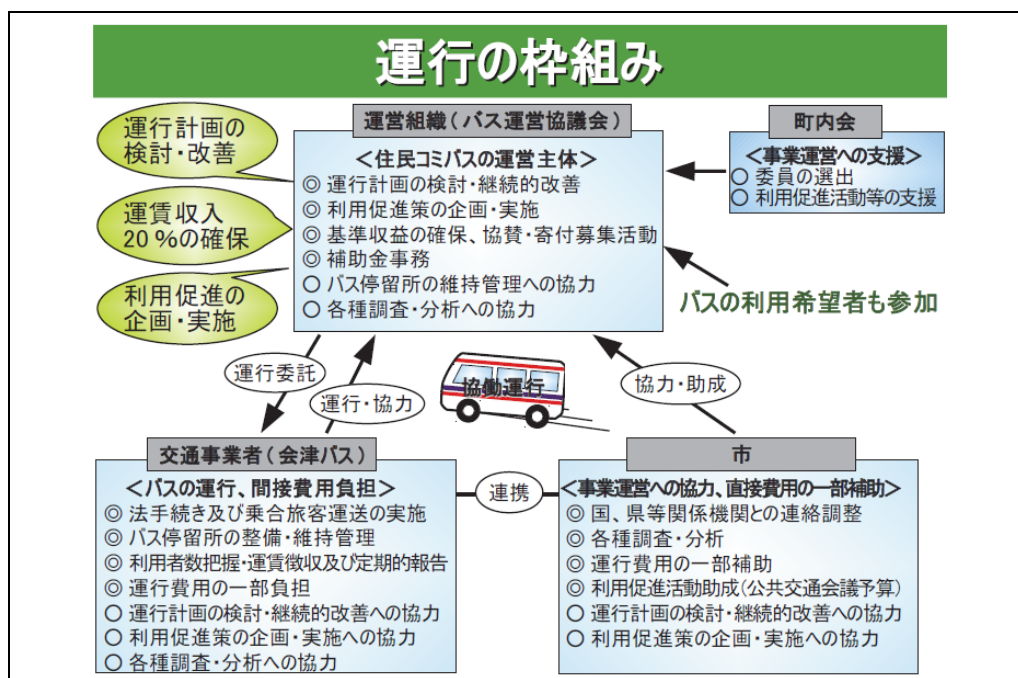 運行の枠組み
運行計画の
検討・改善
運賃収入
20％の確保
利用促進の
企画・実施
運営組織（バス運営協議会）
＜住民コミバスの運営主体＞
◎ 運行計画の検討・継続的改善
◎ 利用促進策の企画・実施
◎ 基準収益の確保、協賛・寄付募集活動
◎ 補助金事務
〇 バス停留所の維持管理への協力
〇 各種調査・分析への協力
町内会
＜事業運営への支援＞
〇 委員の選出
〇 利用促進活動等の支援
バスの利用希望者も参加
運行委託
運行・協力
協働運行
協力・助成
交通事業者（会津バス）
＜バスの運行、間接費用負担＞
◎ 法手続き及び乗合旅客運送の実施
◎ バス停留所の整備・維持管理
◎ 利用者数把握・運賃徴収及び定期的報告
◎ 運行費用の一部負担
〇 運行計画の検討・継続的改善への協力
〇 利用促進策の企画・実施への協力
〇 各種調査・分析への協力
連携
市
＜事業運営への協力、直接費用の一部補助＞
◎ 国、県等関係機関との連絡調整
◎ 各種調査・分析
◎ 運行費用の一部補助
◎ 利用促進活動助成（公共交通会議予算）
〇 運行計画の検討・継続的改善への協力
〇 利用促進策の企画・実施への協力